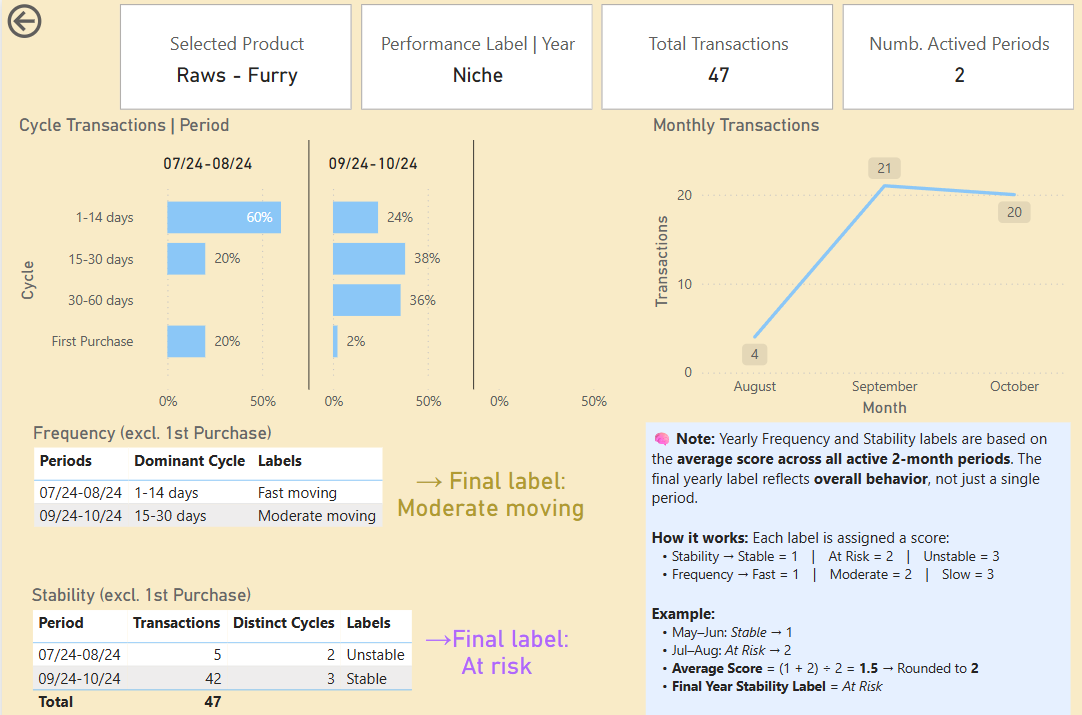 Selected Product
Raws - Furry
Performance Label | Year
Niche
Total Transactions
47
Numb. Actived Periods
2
Cycle Transactions | Period
07/24-08/24
09/24-10/24
Cycle
1-14 days
60%
24%
15-30 days
20%
38%
30-60 days
36%
First Purchase
20%
2%
0%
50%
0%
50%
0%
50%
Monthly Transactions
Transactions
20
10
0
4
21
20
August
September
October
Month
Frequency (excl. 1st Purchase)
Periods Dominant Cycle Labels
07/24-08/24 1-14 days Fast moving
09/24-10/24 15-30 days Moderate moving
→ Final label:
Moderate moving
Stability (excl. 1st Purchase)
Period Transactions Distinct Cycles Labels
07/24-08/24 5 2 Unstable
09/24-10/24 42 3 Stable
Total 47
→Final label:
At risk
🧠 Note: Yearly Frequency and Stability labels are based on
the average score across all active 2-month periods. The
final yearly label reflects overall behavior, not just a single
period.
How it works: Each label is assigned a score:
• Stability → Stable = 1 | At Risk = 2 | Unstable = 3
• Frequency → Fast = 1 | Moderate = 2 | Slow = 3
Example:
• May–Jun: Stable → 1
• Jul–Aug: At Risk → 2
• Average Score = (1 + 2) ÷ 2 = 1.5 → Rounded to 2
• Final Year Stability Label = At Risk